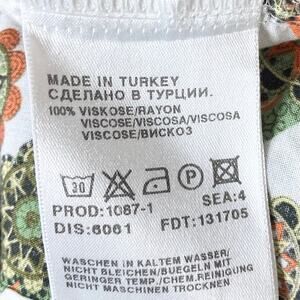 MADE IN TURKEY
СДЕЛАНО В ТУРЦИИ.
100% VISKOSE/RAYON
VISCOSE/VISCOSA/VISCOSA
VISCOSE/ВИСКОЗ
30 P
PROD:1087-1 SEA:4
DIS:6061 FDT:131705
WASCHEN IN KALTEM WASSER/
NICHT BLEICHEN/BUEGELN MIT
GERINGER TEMP./CHEM.REINIGUNG
NICHT MASCHINEN TROCKNEN